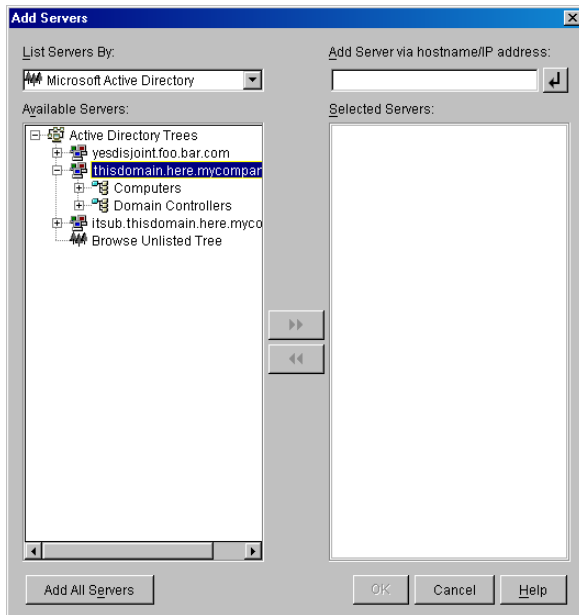 Add Servers
List Servers By:
Add Server via hostname/IP address:
Microsoft Active Directory
Available Servers:
Selected Servers:
Active Directory Trees
yesdisjoint.foo.bar.com
thisdomain.here.mycompar
Computers
Domain Controllers
itsub.thisdomain.here.myco
Browse Unlisted Tree
Add All Servers
OK
Cancel
Help